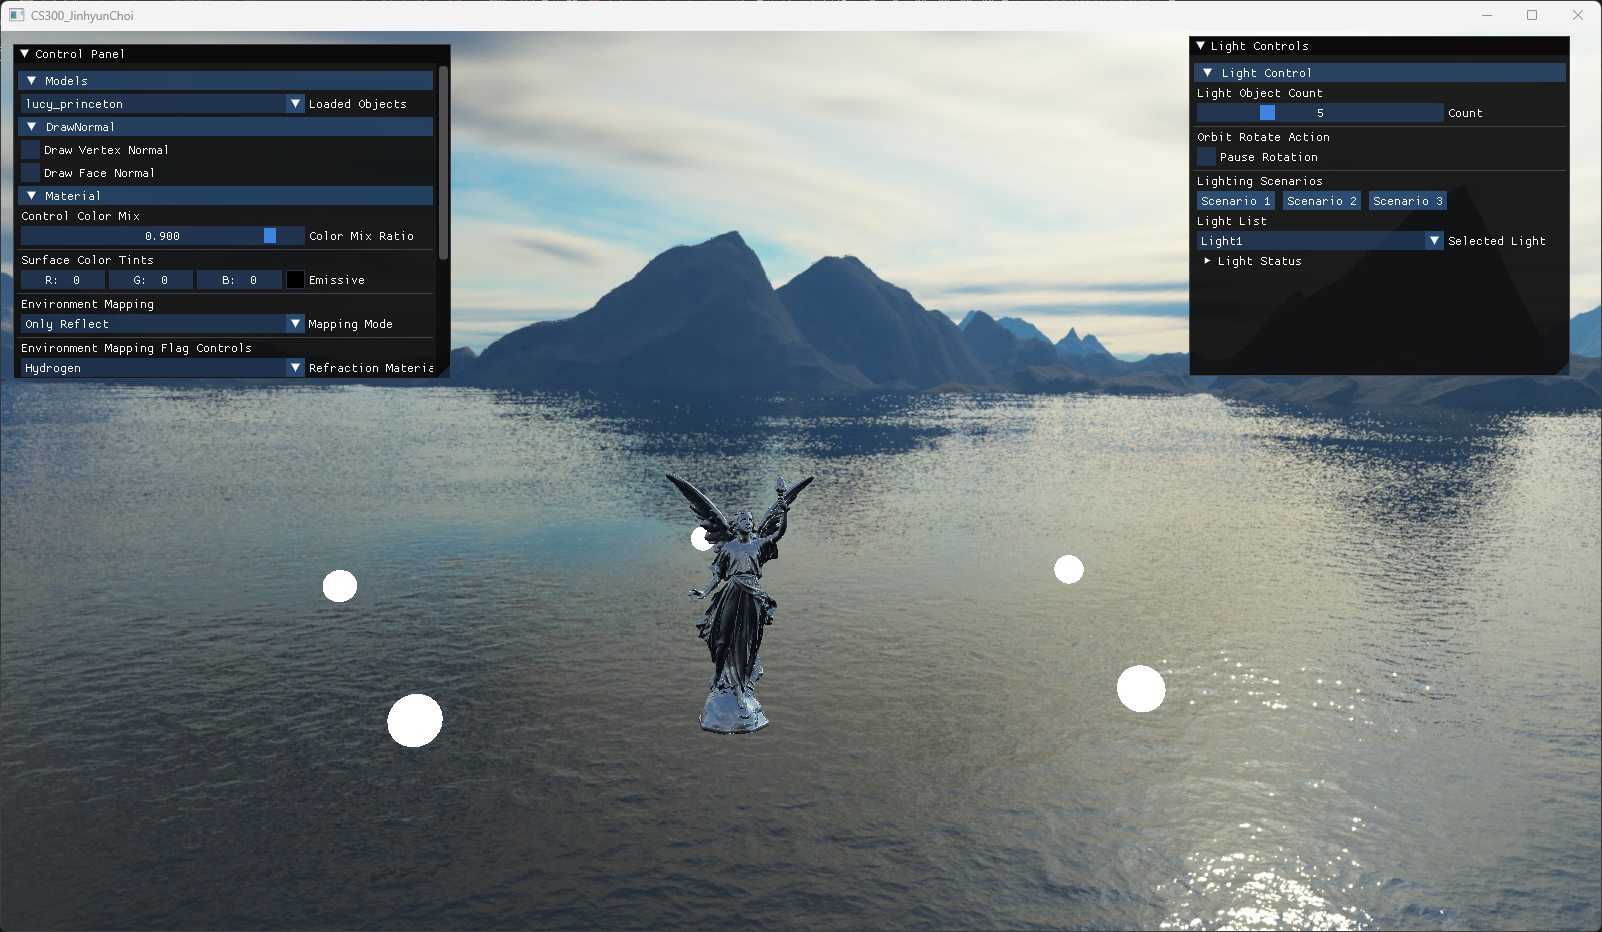 CS300_JinhyunChoi
Control Panel
Models
lucy_princeton Loaded Objects
DrawNormal
Draw Vertex Normal
Draw Face Normal
Material
Control Color Mix
0.900 Color Mix Ratio
Surface Color Tints
R: 0 G: 0 B: 0 Emissive
Environment Mapping
Only Reflect Mapping Mode
Environment Mapping Flag Controls
Hydrogen Refraction Materia
Light Controls
Light Control
Light Object Count
5 Count
Orbit Rotate Action
Pause Rotation
Lighting Scenarios
Scenario 1 Scenario 2 Scenario 3
Light List
Light1 Selected Light
Light Status